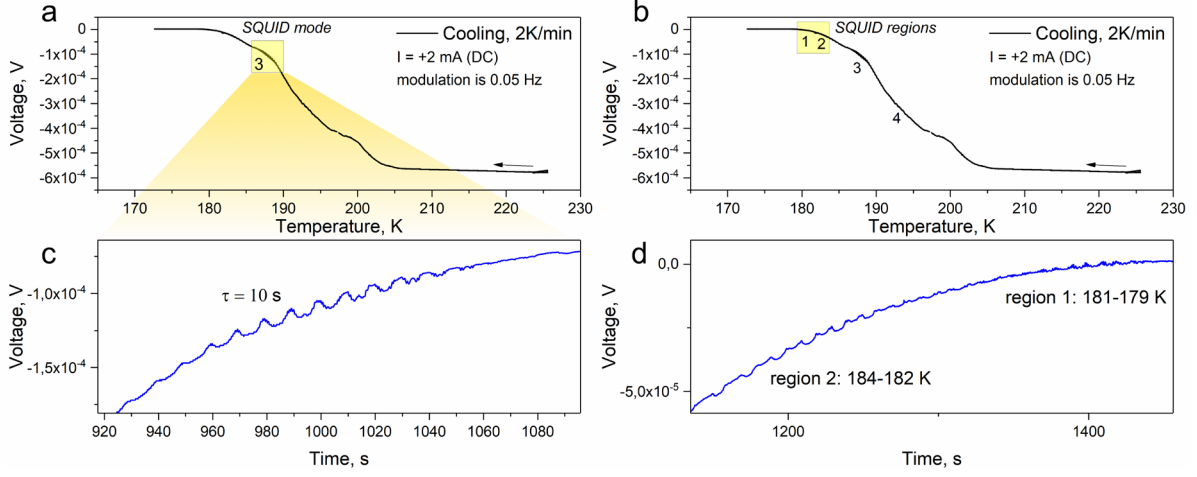 a
SQUID mode
Cooling, 2K/min
I = +2 mA (DC)
modulation is 0.05 Hz
3
0
-1x10⁻⁴
-2x10⁻⁴
-3x10⁻⁴
-4x10⁻⁴
-5x10⁻⁴
-6x10⁻⁴
Voltage, V
170 180 190 200 210 220 230
Temperature, K
b
SQUID regions
Cooling, 2K/min
I = +2 mA (DC)
modulation is 0.05 Hz
1 2
3
4
0
-1x10⁻⁴
-2x10⁻⁴
-3x10⁻⁴
-4x10⁻⁴
-5x10⁻⁴
-6x10⁻⁴
Voltage, V
170 180 190 200 210 220 230
Temperature, K
c
τ = 10 s
-1,0x10⁻⁴
-1,5x10⁻⁴
Voltage, V
920 940 960 980 1000 1020 1040 1060 1080
Time, s
d
0,0
region 1: 181-179 K
region 2: 184-182 K
-5,0x10⁻⁵
Voltage, V
1200 1400
Time, s